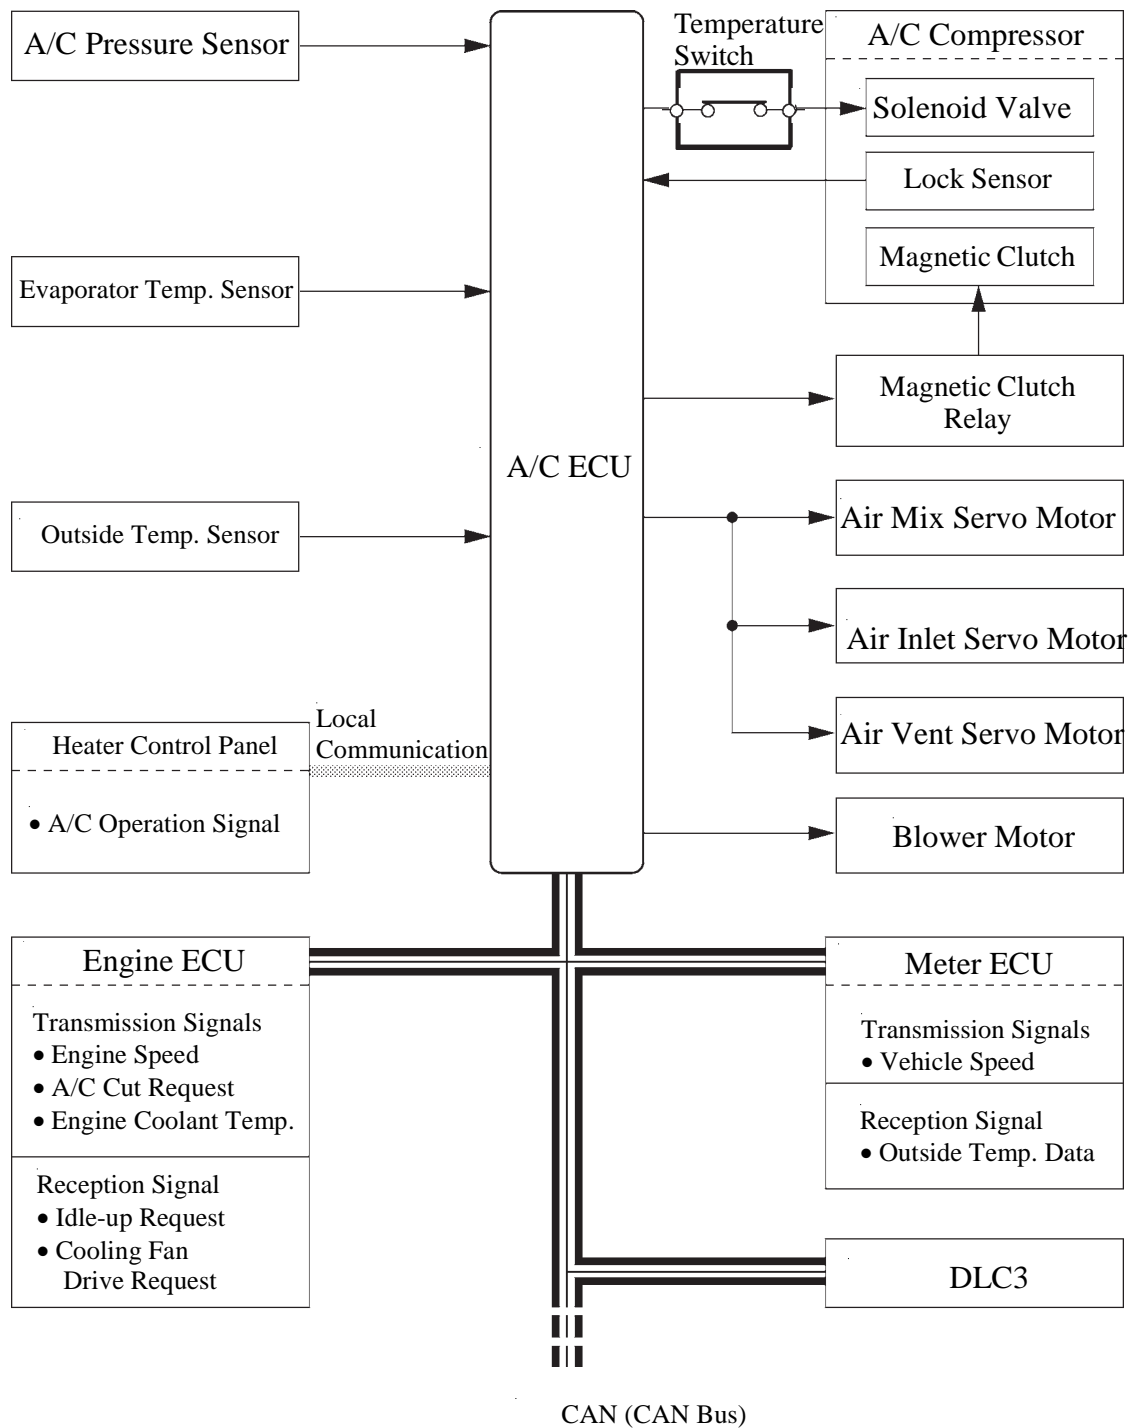 A/C Pressure Sensor
Temperature
Switch
A/C Compressor
Solenoid Valve
Lock Sensor
Magnetic Clutch
Evaporator Temp. Sensor
Magnetic Clutch
Relay
A/C ECU
Outside Temp. Sensor
Air Mix Servo Motor
Air Inlet Servo Motor
Local
Communication
Heater Control Panel
• A/C Operation Signal
Air Vent Servo Motor
Blower Motor
Engine ECU
Transmission Signals
• Engine Speed
• A/C Cut Request
• Engine Coolant Temp.
Reception Signal
• Idle-up Request
• Cooling Fan
Drive Request
Meter ECU
Transmission Signals
• Vehicle Speed
Reception Signal
• Outside Temp. Data
DLC3
CAN (CAN Bus)